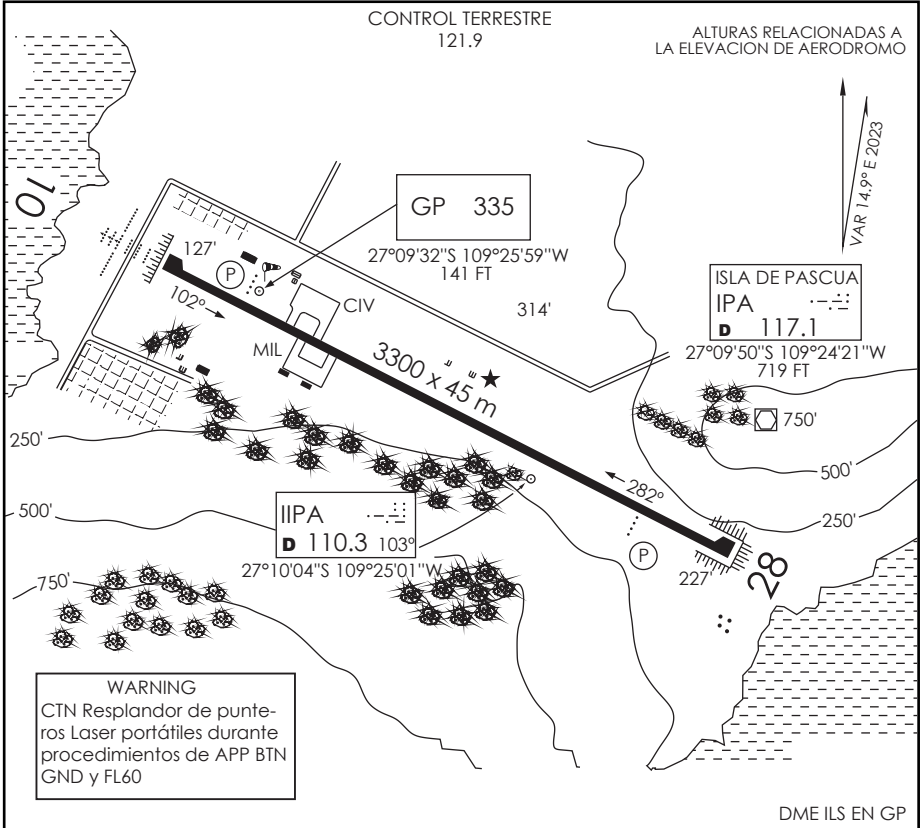 CONTROL TERRESTRE
121.9
ALTURAS RELACIONADAS A
LA ELEVACION DE AERODROMO
VAR 14.9° E 2023
10
GP 335
27°09'32"S 109°25'59"W
141 FT
127'
P
102°
CIV
MIL
314'
3300 x 45 m
ISLA DE PASCUA
IPA
D 117.1
27°09'50"S 109°24'21"W
719 FT
750'
500'
250'
250'
500'
750'
282°
IIPA
D 110.3 103°
27°10'04"S 109°25'01"W
P
227'
28
WARNING
CTN Resplandor de punte-
ros Laser portátiles durante
procedimientos de APP BTN
GND y FL60
DME ILS EN GP